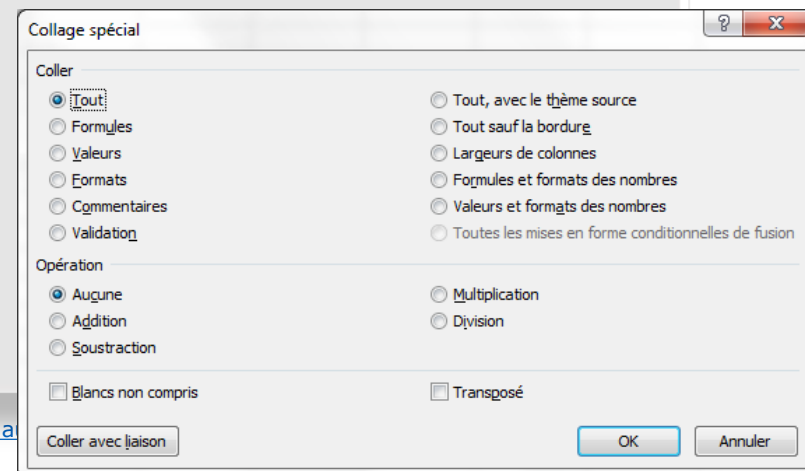 Collage spécial
Coller
Tout
Tout, avec le thème source
Formules
Tout sauf la bordure
Valeurs
Largeurs de colonnes
Formats
Formules et formats des nombres
Commentaires
Valeurs et formats des nombres
Validation
Toutes les mises en forme conditionnelles de fusion
Opération
Aucune
Multiplication
Addition
Division
Soustraction
Blancs non compris
Transposé
Coller avec liaison
OK
Annuler